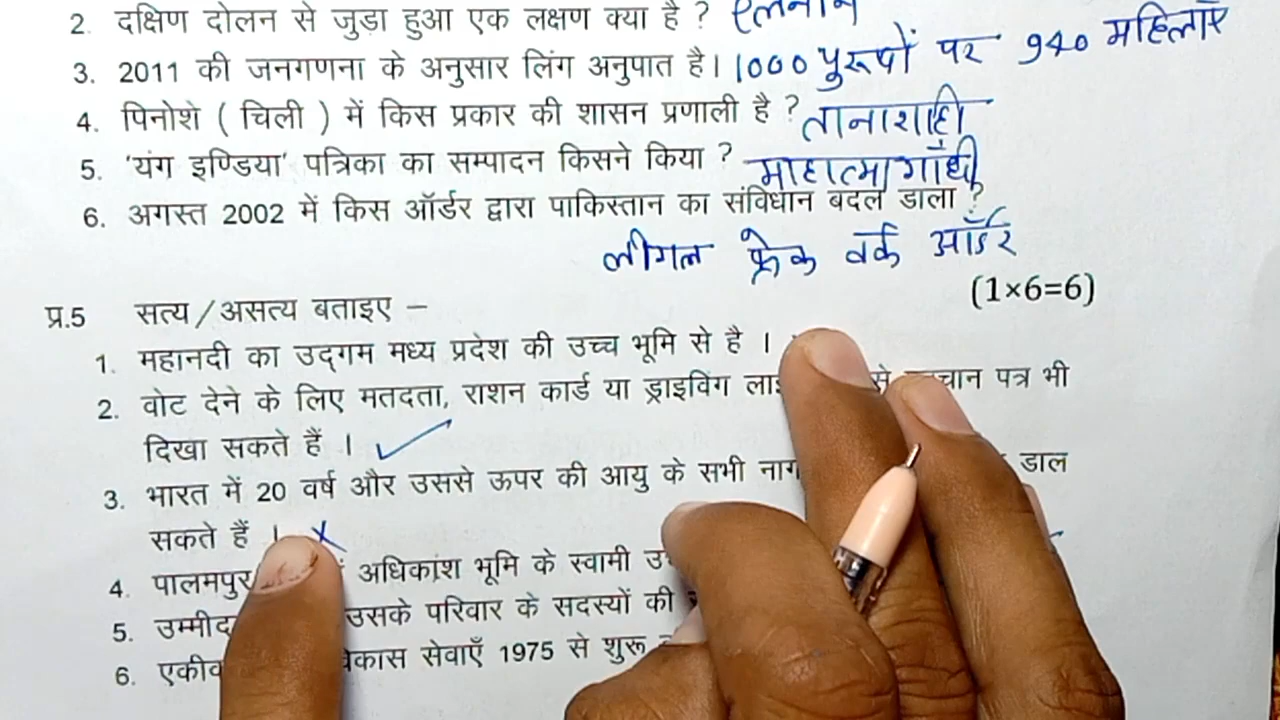 2. दक्षिण दोलन से जुड़ा हुआ एक लक्षण क्या है ? एलनीनो
3. 2011 की जनगणना के अनुसार लिंग अनुपात है। 1000 पुरूषों पर 940 महिलाएँ
4. पिनोशे ( चिली ) में किस प्रकार की शासन प्रणाली है ? तानाशाही
5. 'यंग इण्डिया' पत्रिका का सम्पादन किसने किया ? माहात्मा गाँधी
6. अगस्त 2002 में किस ऑर्डर द्वारा पाकिस्तान का संविधान बदल डाला ?
लीगल फ्रेक वर्क ऑर्डर
(1×6=6)
प्र.5 सत्य / असत्य बताइए –
1. महानदी का उद्गम मध्य प्रदेश की उच्च भूमि से है ।
2. वोट देने के लिए मतदता, राशन कार्ड या ड्राइविंग से पत्र भी
दिखा सकते हैं ।
3. भारत में 20 वर्ष और उससे ऊपर की आयु के सभी डाल
सकते हैं ।
4. पालमपुर अधिकांश भूमि के स्वामी
5. उसके परिवार के सदस्यों की
6. विकास सेवाएँ 1975 से शुरू